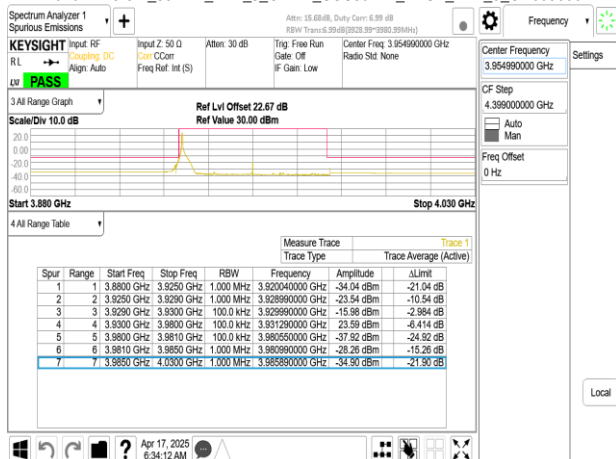 Spectrum Analyzer 1
Spurious Emissions
Attn: 15.68dB, Duty Corr: 6.99 dB
RBW Trans:6.99dB(3928.99~3980.99MHz)
Frequency
KEYSIGHT Input: RF Input Z: 50 Ω Atten: 30 dB Trig: Free Run Center Freq: 3.954990000 GHz
RL Coupling: DC Corr CCorr Gate: Off Radio Std: None
Align: Auto Freq Ref: Int (S) IF Gain: Low
PASS
Center Frequency
3.954990000 GHz
Settings
CF Step
4.399000000 GHz
Auto
Man
Freq Offset
0 Hz
3 All Range Graph
Scale/Div 10.0 dB
Ref Lvl Offset 22.67 dB
Ref Value 30.00 dBm
20.0
0.00
-20.0
-40.0
-60.0
Start 3.880 GHz Stop 4.030 GHz
4 All Range Table
Measure Trace Trace 1
Trace Type Trace Average (Active)
Spur Range Start Freq Stop Freq RBW Frequency Amplitude ΔLimit
1 1 3.8800 GHz 3.9250 GHz 1.000 MHz 3.920040000 GHz -34.04 dBm -21.04 dB
2 2 3.9250 GHz 3.9290 GHz 1.000 MHz 3.928990000 GHz -23.54 dBm -10.54 dB
3 3 3.9290 GHz 3.9300 GHz 100.0 kHz 3.929990000 GHz -15.98 dBm -2.984 dB
4 4 3.9300 GHz 3.9800 GHz 100.0 kHz 3.931290000 GHz 23.59 dBm -6.414 dB
5 5 3.9800 GHz 3.9810 GHz 100.0 kHz 3.980550000 GHz -37.92 dBm -24.92 dB
6 6 3.9810 GHz 3.9850 GHz 1.000 MHz 3.980990000 GHz -28.26 dBm -15.26 dB
7 7 3.9850 GHz 4.0300 GHz 1.000 MHz 3.985890000 GHz -34.90 dBm -21.90 dB
Local
Apr 17, 2025
6:34:12 AM